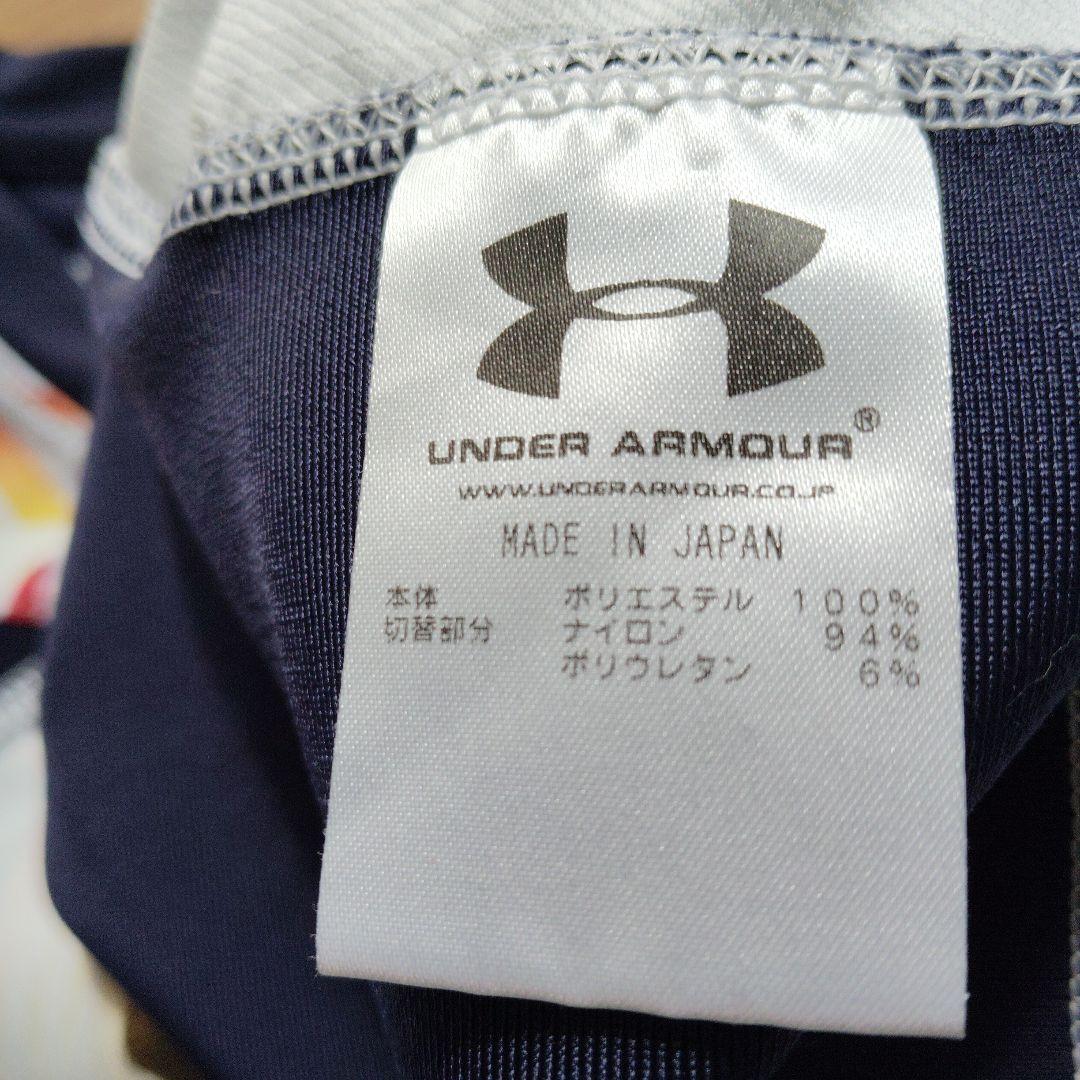 UNDER ARMOUR®
WWW.UNDERARMOUR.CO.JP
MADE IN JAPAN
本体 ポリエステル 100%
切替部分 ナイロン 94%
ポリウレタン 6%